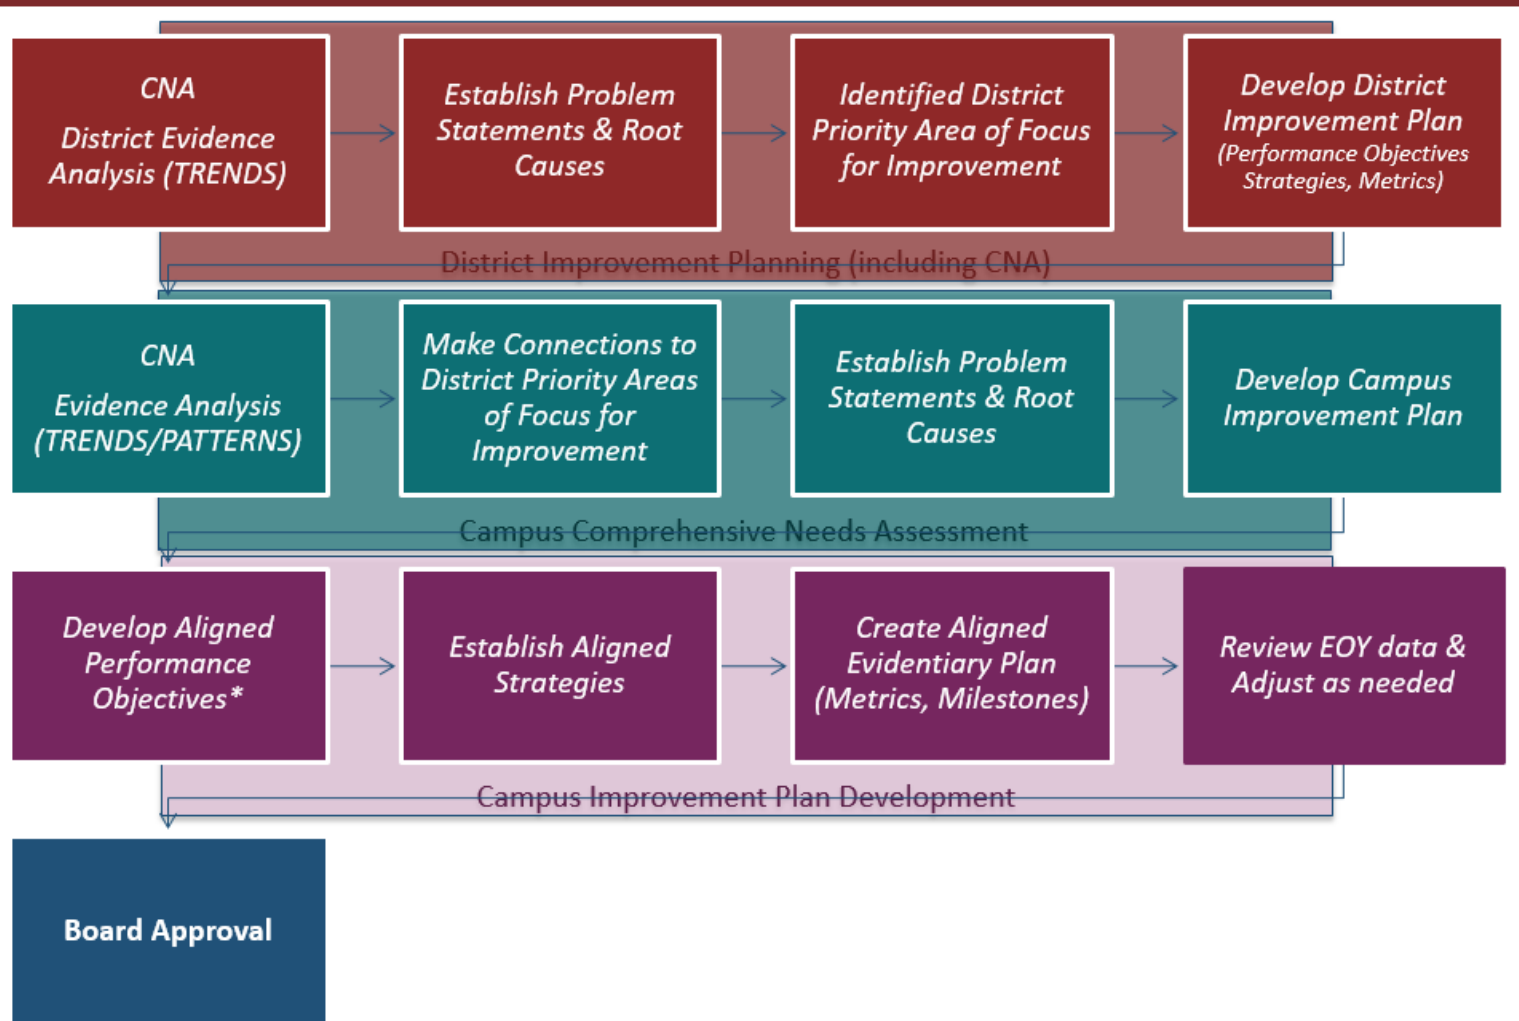 CNA
District Evidence
Analysis (TRENDS)
Establish Problem
Statements & Root
Causes
Identified District
Priority Area of Focus
for Improvement
Develop District
Improvement Plan
(Performance Objectives
Strategies, Metrics)
District Improvement Planning (including CNA)
CNA
Evidence Analysis
(TRENDS/PATTERNS)
Make Connections to
District Priority Areas
of Focus for
Improvement
Establish Problem
Statements & Root
Causes
Develop Campus
Improvement Plan
Campus Comprehensive Needs Assessment
Develop Aligned
Performance
Objectives*
Establish Aligned
Strategies
Create Aligned
Evidentiary Plan
(Metrics, Milestones)
Review EOY data &
Adjust as needed
Campus Improvement Plan Development
Board Approval